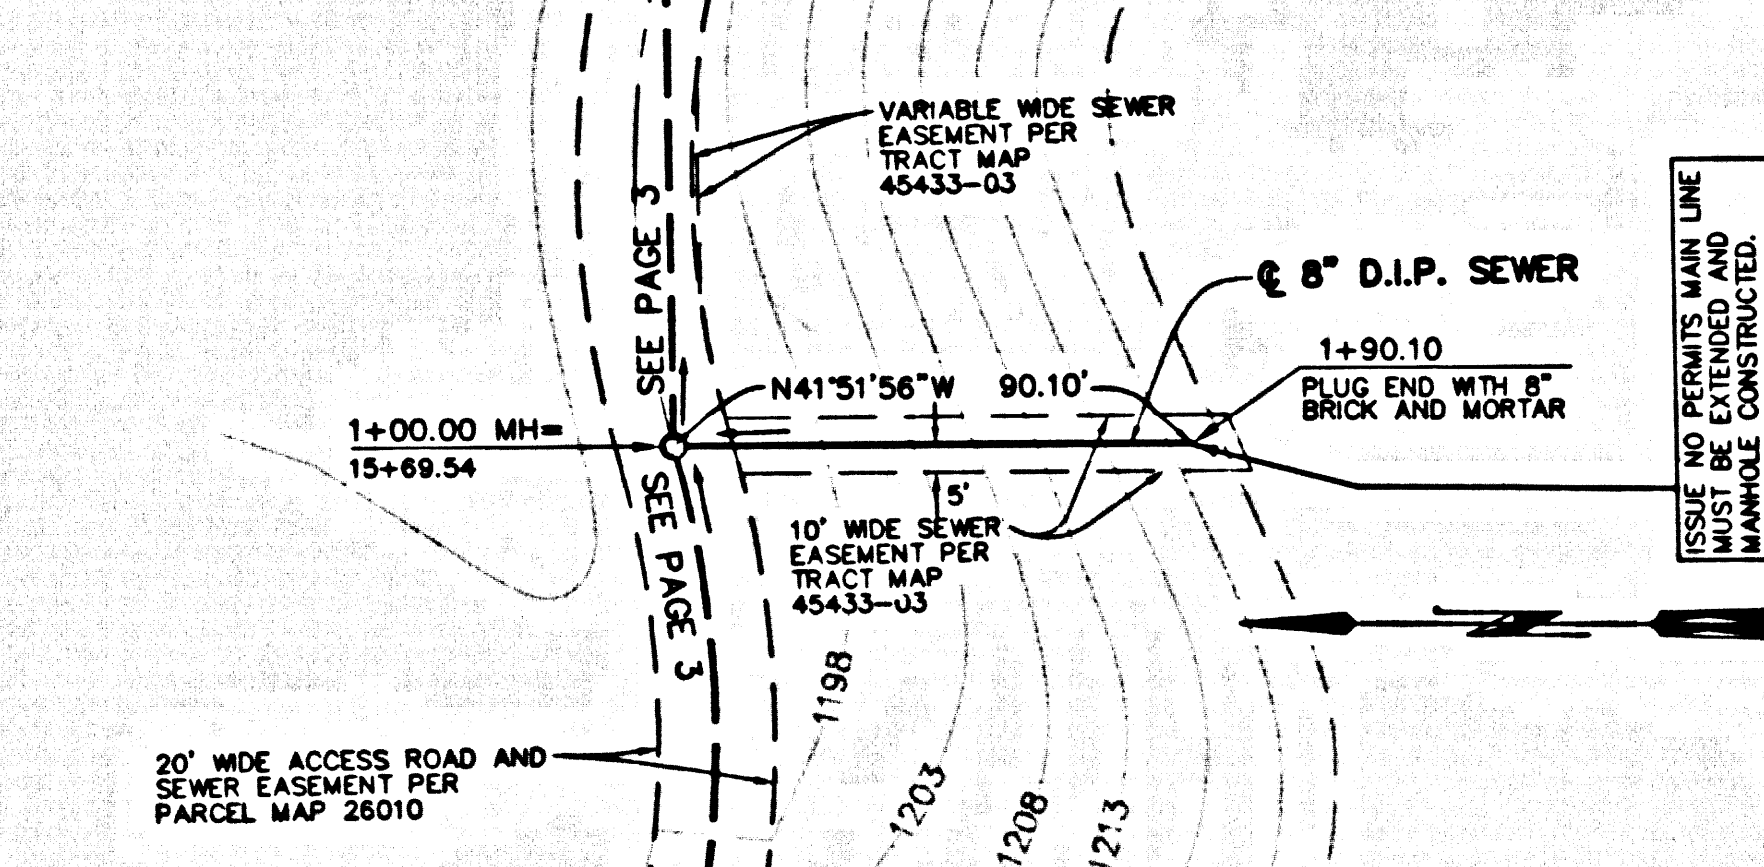 VARIABLE WIDE SEWER
EASEMENT PER
TRACT MAP
45433-03
SEE PAGE 3
℄ 8" D.I.P. SEWER
1+90.10
PLUG END WITH 8"
BRICK AND MORTAR
ISSUE NO PERMITS MAIN LINE
MUST BE EXTENDED AND
MANHOLE CONSTRUCTED.
N41°51'56"W 90.10'
1+00.00 MH=
15+69.54
5'
10' WIDE SEWER
EASEMENT PER
TRACT MAP
45433-03
SEE PAGE 3
20' WIDE ACCESS ROAD AND
SEWER EASEMENT PER
PARCEL MAP 26010
1198
1203
1208
1213